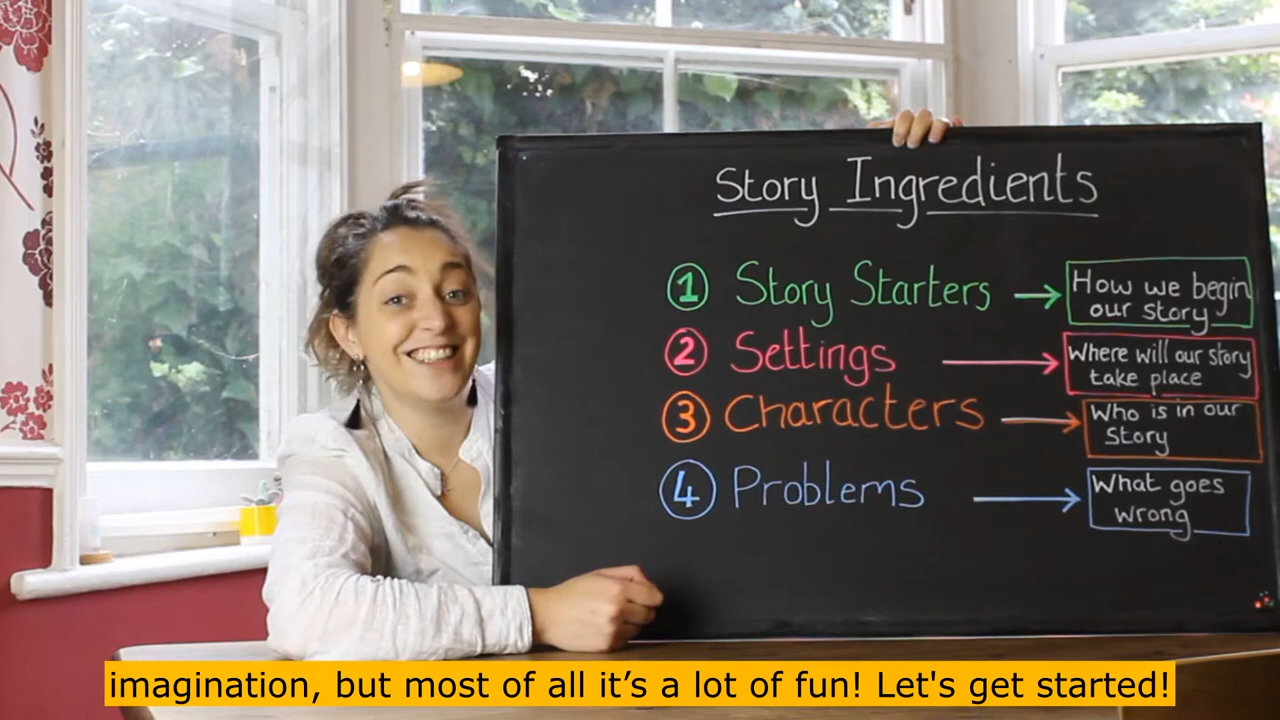 Story Ingredients
1 Story Starters → How we begin
our story
2 Settings → Where will our story
take place
3 Characters → Who is in our
Story
4 Problems → What goes
wrong
imagination, but most of all it’s a lot of fun! Let's get started!